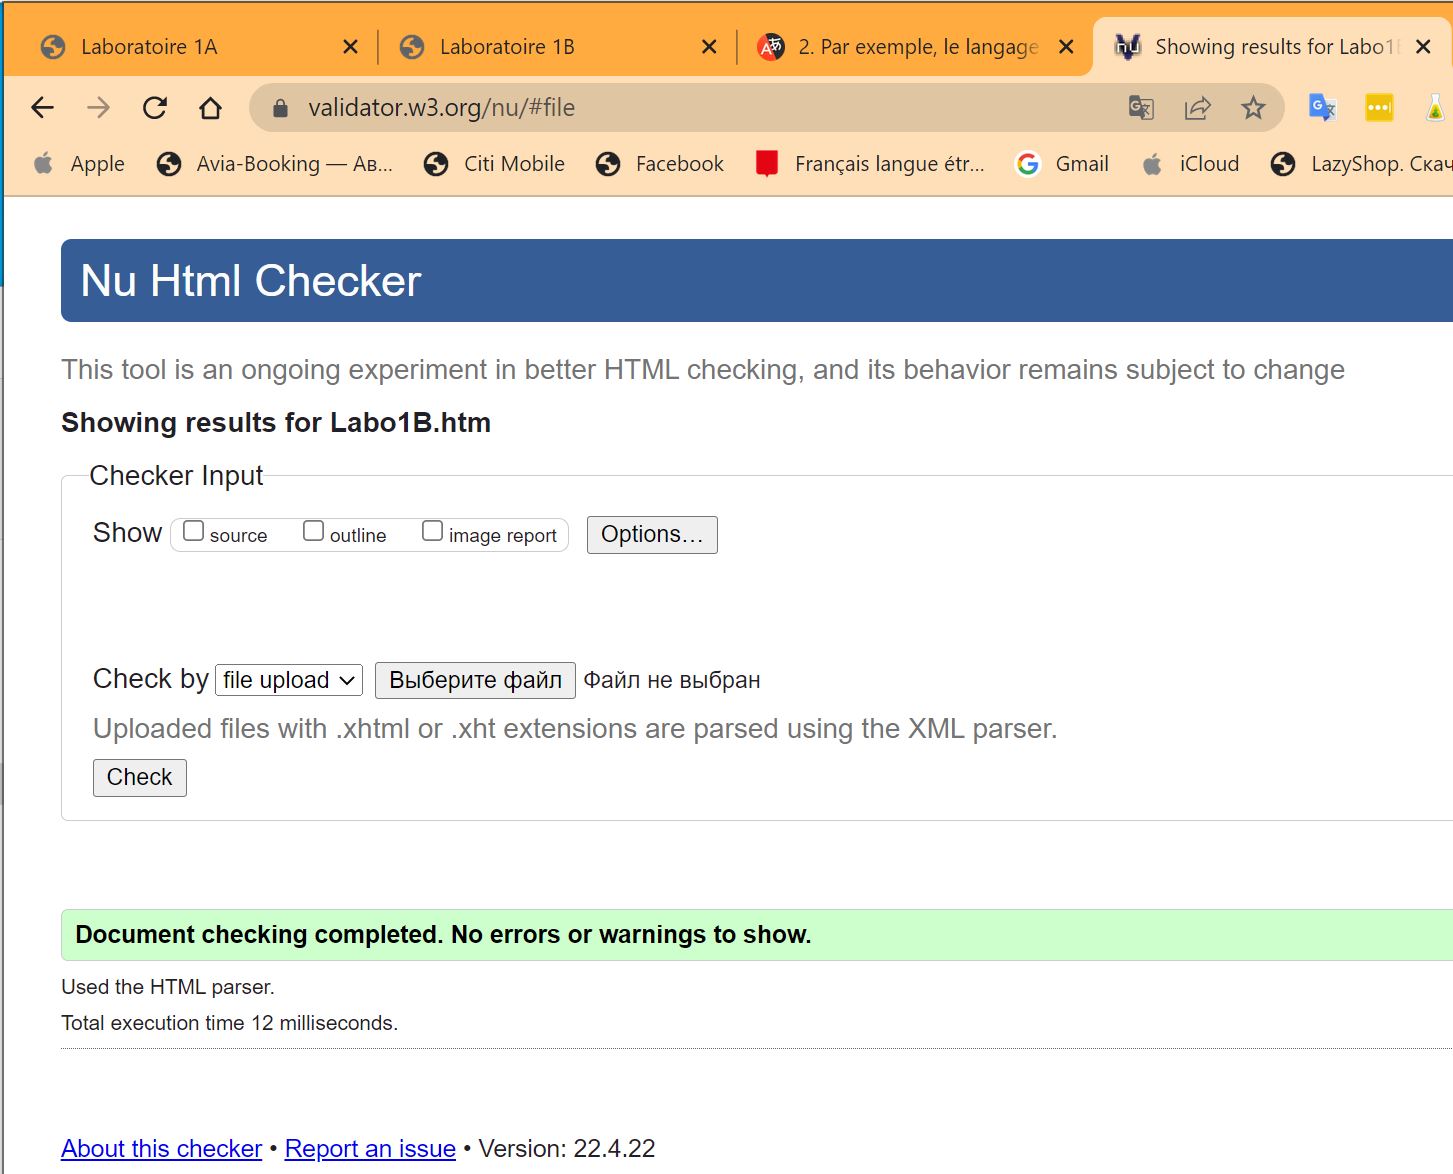 Laboratoire 1A
Laboratoire 1B
2. Par exemple, le langage
Showing results for Labo1B
validator.w3.org/nu/#file
Apple
Avia-Booking — Ав...
Citi Mobile
Facebook
Français langue étr...
Gmail
iCloud
LazyShop. Скач
Nu Html Checker
This tool is an ongoing experiment in better HTML checking, and its behavior remains subject to change
Showing results for Labo1B.htm
Checker Input
Show source outline image report Options...
Check by file upload Выберите файл Файл не выбран
Uploaded files with .xhtml or .xht extensions are parsed using the XML parser.
Check
Document checking completed. No errors or warnings to show.
Used the HTML parser.
Total execution time 12 milliseconds.
About this checker • Report an issue • Version: 22.4.22